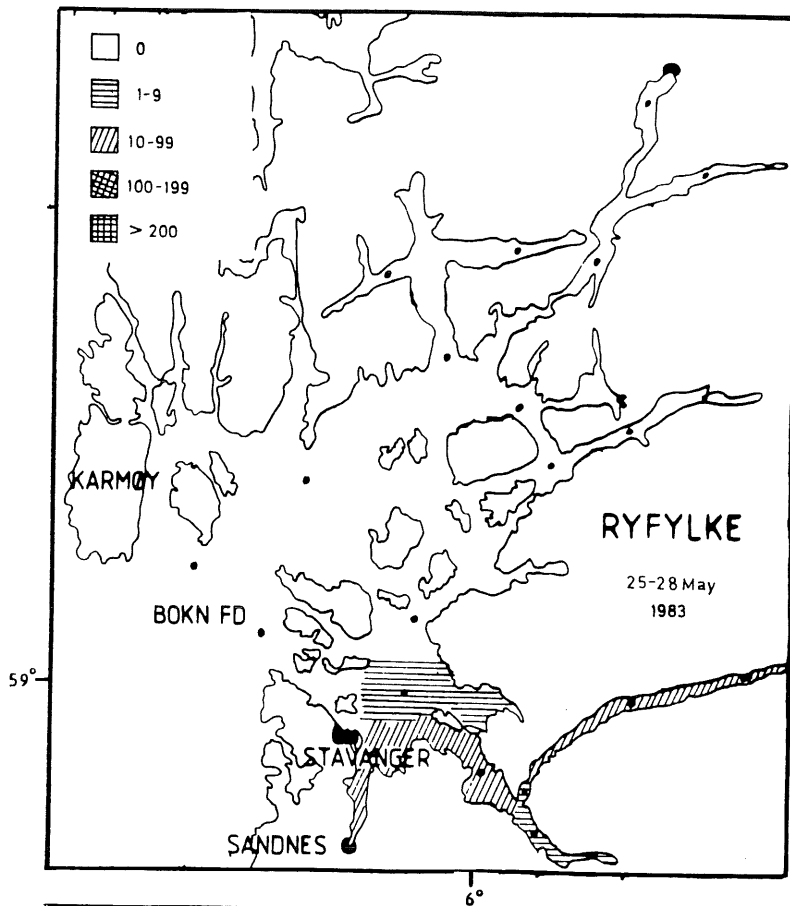 0
1-9
10-99
100-199
> 200
KARMØY
RYFYLKE
25-28 May
1983
BOKN FD
59°
STAVANGER
SANDNES
6°